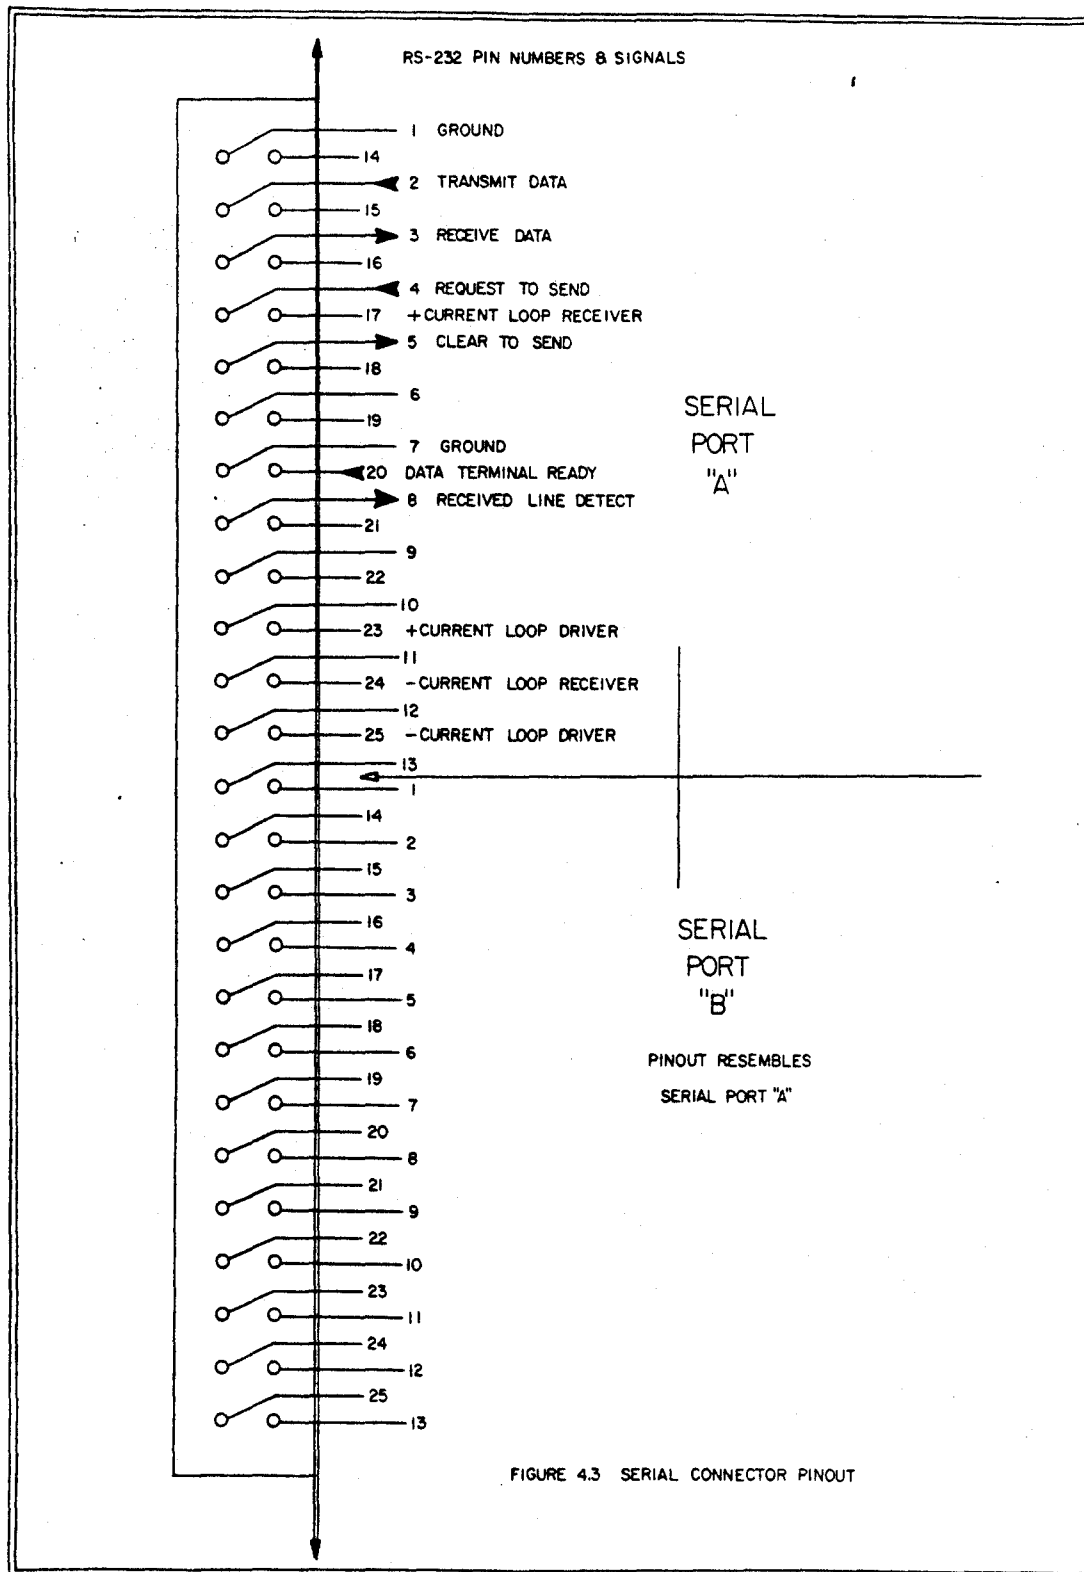 RS-232 PIN NUMBERS & SIGNALS
1 GROUND
14
2 TRANSMIT DATA
15
3 RECEIVE DATA
16
4 REQUEST TO SEND
17 +CURRENT LOOP RECEIVER
5 CLEAR TO SEND
18
6
19
7 GROUND
20 DATA TERMINAL READY
8 RECEIVED LINE DETECT
21
9
22
10
23 +CURRENT LOOP DRIVER
11
24 -CURRENT LOOP RECEIVER
12
25 -CURRENT LOOP DRIVER
13
1
SERIAL
PORT
"A"
14
2
15
3
16
4
17
5
18
6
19
7
20
8
21
9
22
10
23
11
24
12
25
13
SERIAL
PORT
"B"
PINOUT RESEMBLES
SERIAL PORT "A"
FIGURE 4.3 SERIAL CONNECTOR PINOUT